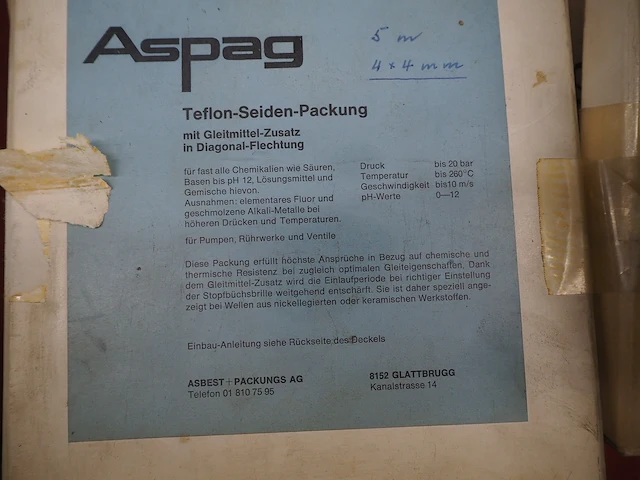 Aspag
5 m
4 x 4 mm
Teflon-Seiden-Packung
mit Gleitmittel-Zusatz
in Diagonal-Flechtung
für fast alle Chemikalien wie Säuren,
Basen bis pH 12, Lösungsmittel und
Gemische hievon.
Ausnahmen: elementares Fluor und
geschmolzene Alkali-Metalle bei
höheren Drücken und Temperaturen.
für Pumpen, Rührwerke und Ventile
Druck bis 20 bar
Temperatur bis 260°C
Geschwindigkeit bis 10 m/s
pH-Werte 0—12
Diese Packung erfüllt höchste Ansprüche in Bezug auf chemische und
thermische Resistenz bei zugleich optimalen Gleiteigenschaften. Dank
dem Gleitmittel-Zusatz wird die Einlaufperiode bei richtiger Einstellung
der Stopfbüchsbrille weitgehend entschärft. Sie ist daher speziell ange-
zeigt bei Wellen aus nickellegierten oder keramischen Werkstoffen.
Einbau-Anleitung siehe Rückseite des Deckels
ASBEST + PACKUNGS AG
Telefon 01 810 75 95
8152 GLATTBRUGG
Kanalstrasse 14